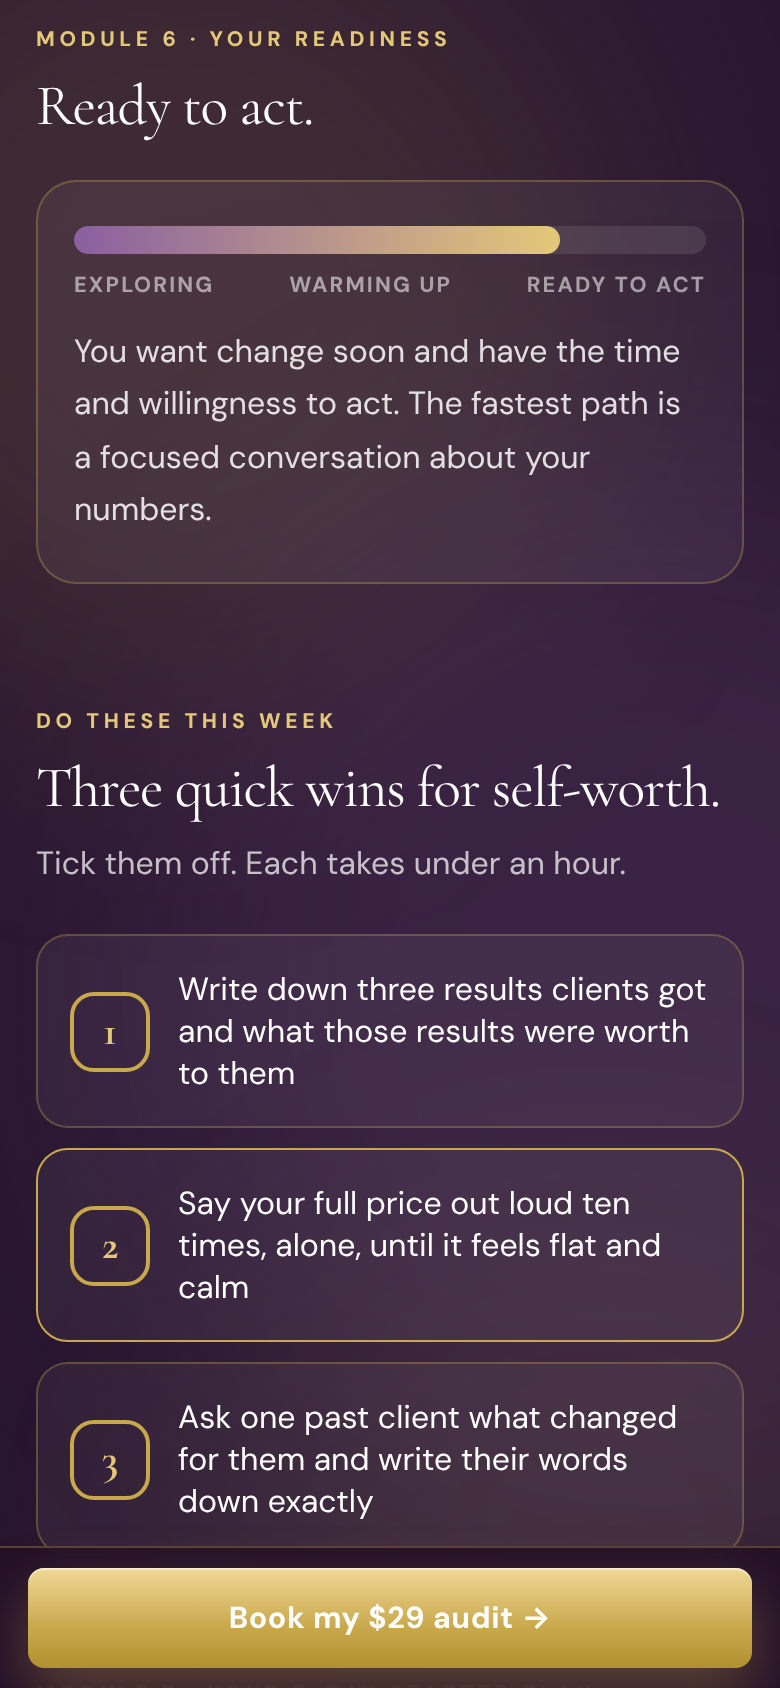 MODULE 6 · YOUR READINESS
Ready to act.
EXPLORING WARMING UP READY TO ACT
You want change soon and have the time
and willingness to act. The fastest path is
a focused conversation about your
numbers.
DO THESE THIS WEEK
Three quick wins for self-worth.
Tick them off. Each takes under an hour.
1
Write down three results clients got
and what those results were worth
to them
2
Say your full price out loud ten
times, alone, until it feels flat and
calm
3
Ask one past client what changed
for them and write their words
down exactly
Book my $29 audit →